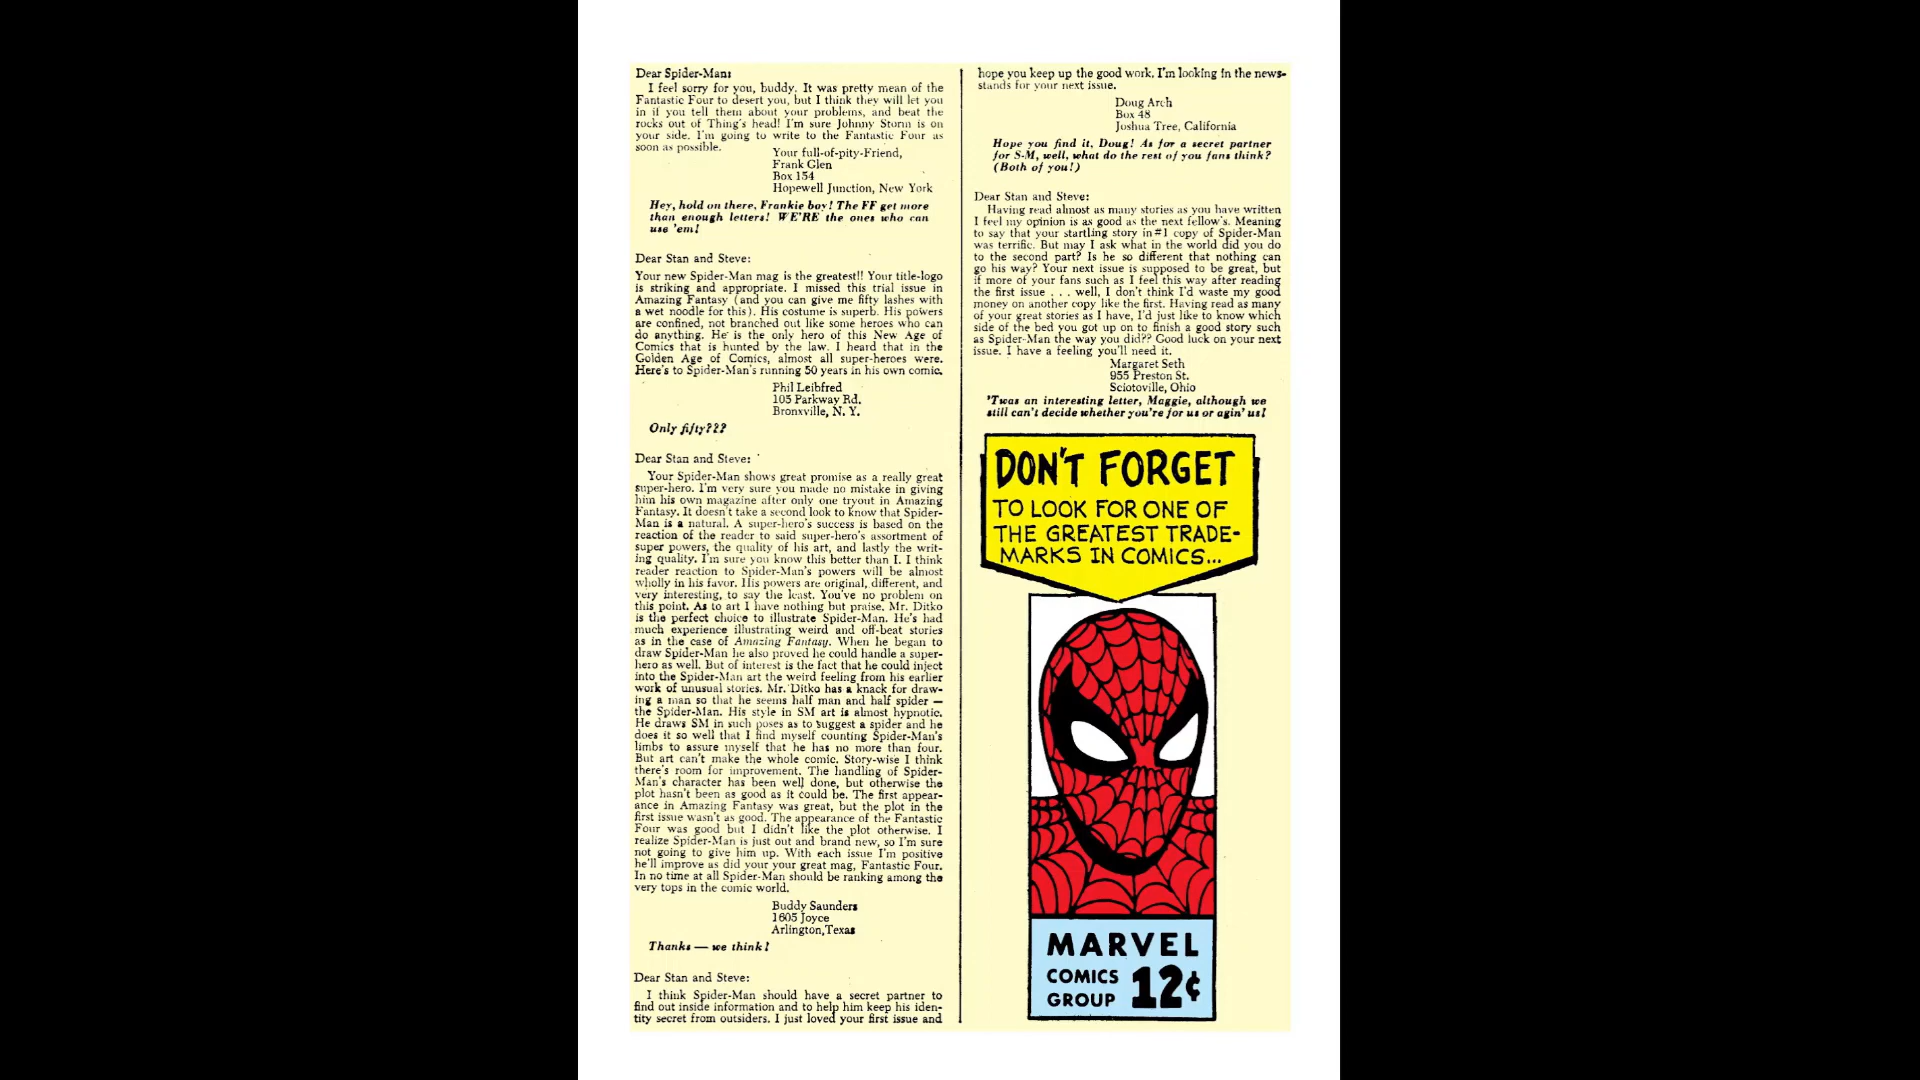 Dear Spider-Man:
I feel sorry for you, buddy. It was pretty mean of the
Fantastic Four to desert you, but I think they will let you
in if you tell them about your problems, and beat the
rocks out of Thing's head! I'm sure Johnny Storm is on
your side. I'm going to write to the Fantastic Four as
soon as possible.
Your full-of-pity-Friend,
Frank Glen
Box 154
Hopewell Junction, New York
Hey, hold on there, Frankie boy! The FF get more
than enough letters! WE'RE the ones who can
use 'em!
Dear Stan and Steve:
Your new Spider-Man mag is the greatest!! Your title-logo
is striking and appropriate. I missed this trial issue in
Amazing Fantasy (and you can give me fifty lashes with
a wet noodle for this). His costume is superb. His powers
are confined, not branched out like some heroes who can
do anything. He is the only hero of this New Age of
Comics that is hunted by the law. I heard that in the
Golden Age of Comics, almost all super-heroes were.
Here's to Spider-Man's running 50 years in his own comic.
Phil Leibfred
105 Parkway Rd.
Bronxville, N. Y.
Only fifty???
Dear Stan and Steve:
Your Spider-Man shows great promise as a really great
super-hero. I'm very sure you made no mistake in giving
him his own magazine after only one tryout in Amazing
Fantasy. It doesn't take a second look to know that Spider-
Man is a natural. A super-hero's success is based on the
reaction of the reader to said super-hero's assortment of
super powers, the quality of his art, and lastly the writ-
ing quality. I'm sure you know this better than I. I think
reader reaction to Spider-Man's powers will be almost
wholly in his favor. His powers are original, different, and
very interesting, to say the least. You've no problem on
this point. As to art I have nothing but praise. Mr. Ditko
is the perfect choice to illustrate Spider-Man. He's had
much experience illustrating weird and off-beat stories
as in the case of Amazing Fantasy. When he began to
draw Spider-Man he also proved he could handle a super-
hero as well. But of interest is the fact that he could inject
into the Spider-Man art the weird feeling from his earlier
work of unusual stories. Mr. Ditko has a knack for draw-
ing a man so that he seems half man and half spider —
the Spider-Man. His style in SM art is almost hypnotic.
He draws SM in such poses as to suggest a spider and he
does it so well that I find myself counting Spider-Man's
limbs to assure myself that he has no more than four.
But art can't make the whole comic. Story-wise I think
there's room for improvement. The handling of Spider-
Man's character has been well done, but otherwise the
plot hasn't been as good as it could be. The first appear-
ance in Amazing Fantasy was great, but the plot in the
first issue wasn't as good. The appearance of the Fantastic
Four was good but I didn't like the plot otherwise. I
realize Spider-Man is just out and brand new, so I'm sure
not going to give him up. With each issue I'm positive
he'll improve as did your your great mag, Fantastic Four.
In no time at all Spider-Man should be ranking among the
very tops in the comic world.
Buddy Saunders
1605 Joyce
Arlington, Texas
Thanks — we think!
Dear Stan and Steve:
I think Spider-Man should have a secret partner to
find out inside information and to help him keep his iden-
tity secret from outsiders. I just loved your first issue and
hope you keep up the good work. I'm looking in the news-
stands for your next issue.
Doug Arch
Box 48
Joshua Tree, California
Hope you find it, Doug! As for a secret partner
for S-M, well, what do the rest of you fans think?
(Both of you!)
Dear Stan and Steve:
Having read almost as many stories as you have written
I feel my opinion is as good as the next fellow's. Meaning
to say that your startling story in #1 copy of Spider-Man
was terrific. But may I ask what in the world did you do
to the second part? Is he so different that nothing can
go his way? Your next issue is supposed to be great, but
if more of your fans such as I feel this way after reading
the first issue . . . well, I don't think I'd waste my good
money on another copy like the first. Having read as many
of your great stories as I have, I'd just like to know which
side of the bed you got up on to finish a good story such
as Spider-Man the way you did?? Good luck on your next
issue. I have a feeling you'll need it.
Margaret Seth
955 Preston St.
Sciotoville, Ohio
'Twas an interesting letter, Maggie, although we
still can't decide whether you're for us or agin' us!
DON'T FORGET
TO LOOK FOR ONE OF
THE GREATEST TRADE-
MARKS IN COMICS...
MARVEL
COMICS
GROUP 12¢